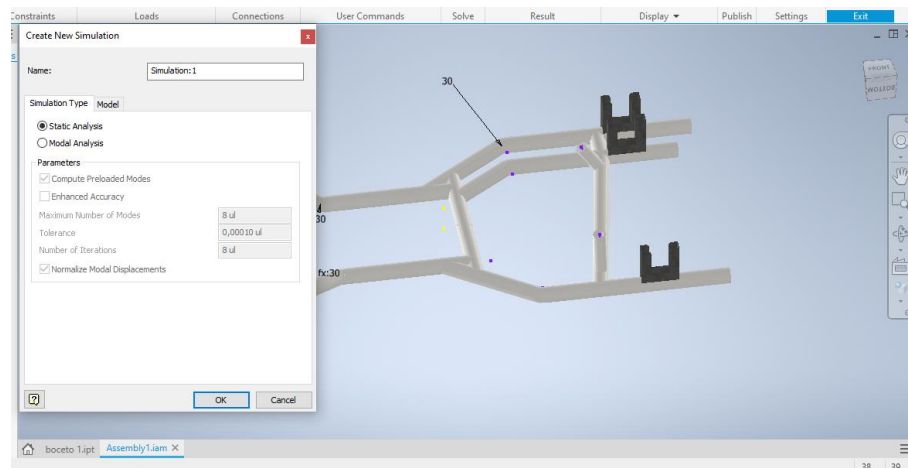 Constraints Loads Connections User Commands Solve Result Display Publish Settings Exit
Create New Simulation
Name: Simulation:1
Simulation Type Model
Static Analysis
Modal Analysis
Parameters
Compute Preloaded Modes
Enhanced Accuracy
Maximum Number of Modes 8 ul
Tolerance 0,00010 ul
Number of Iterations 8 ul
Normalize Modal Displacements
OK Cancel
30
30
fx:30
FRONT
boceto 1.ipt Assembly1.iam
38 39